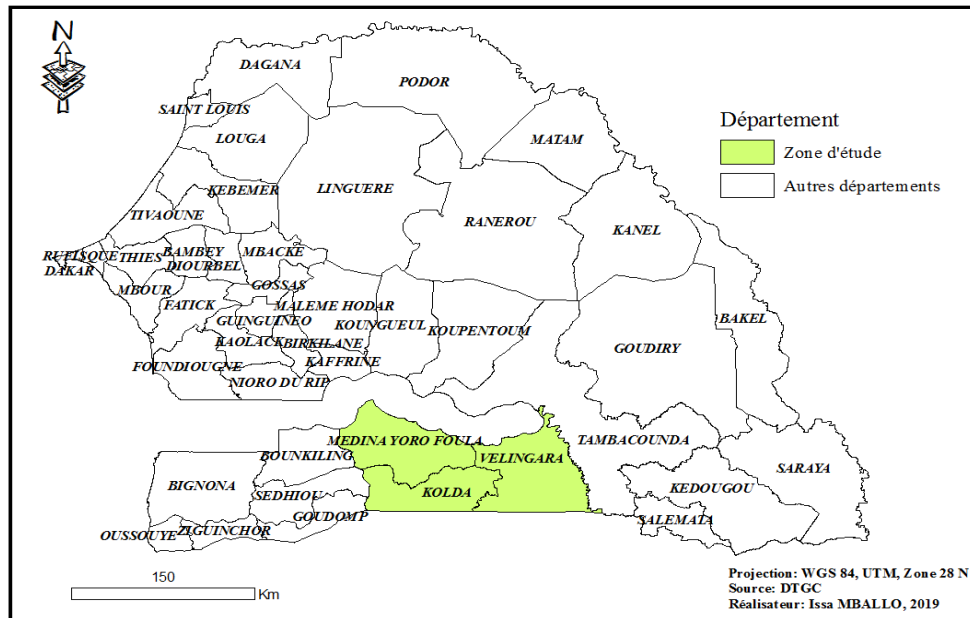 N
DAGANA
PODOR
SAINT LOUIS
LOUGA
MATAM
Département
Zone d'étude
Autres départements
KEBEMER
LINGUERE
TIVAOUNE
RANEROU
KANEL
RUFISQUE
THIES
BAMBEY
MBACKE
DAKAR
DIOURBEL
MBOUR
GOSSAS
FATICK
MALEME HODAR
GUINGUINEO
KOUNGUEUL
KOUPENTOUM
BAKEL
KAOLACK
BIRKILANE
GOUDIRY
FOUNDIOUGNE
KAFFRINE
NIORO DU RIP
MEDINA YORO FOULA
TAMBACOUNDA
BOUNKILING
VELINGARA
SARAYA
BIGNONA
SEDHIOU
KOLDA
KEDOUGOU
GOUDOMP
SALEMATA
OUSSOUYE
ZIGUINCHOR
150
Km
Projection: WGS 84, UTM, Zone 28 N
Source: DTGC
Réalisateur: Issa MBALLO, 2019